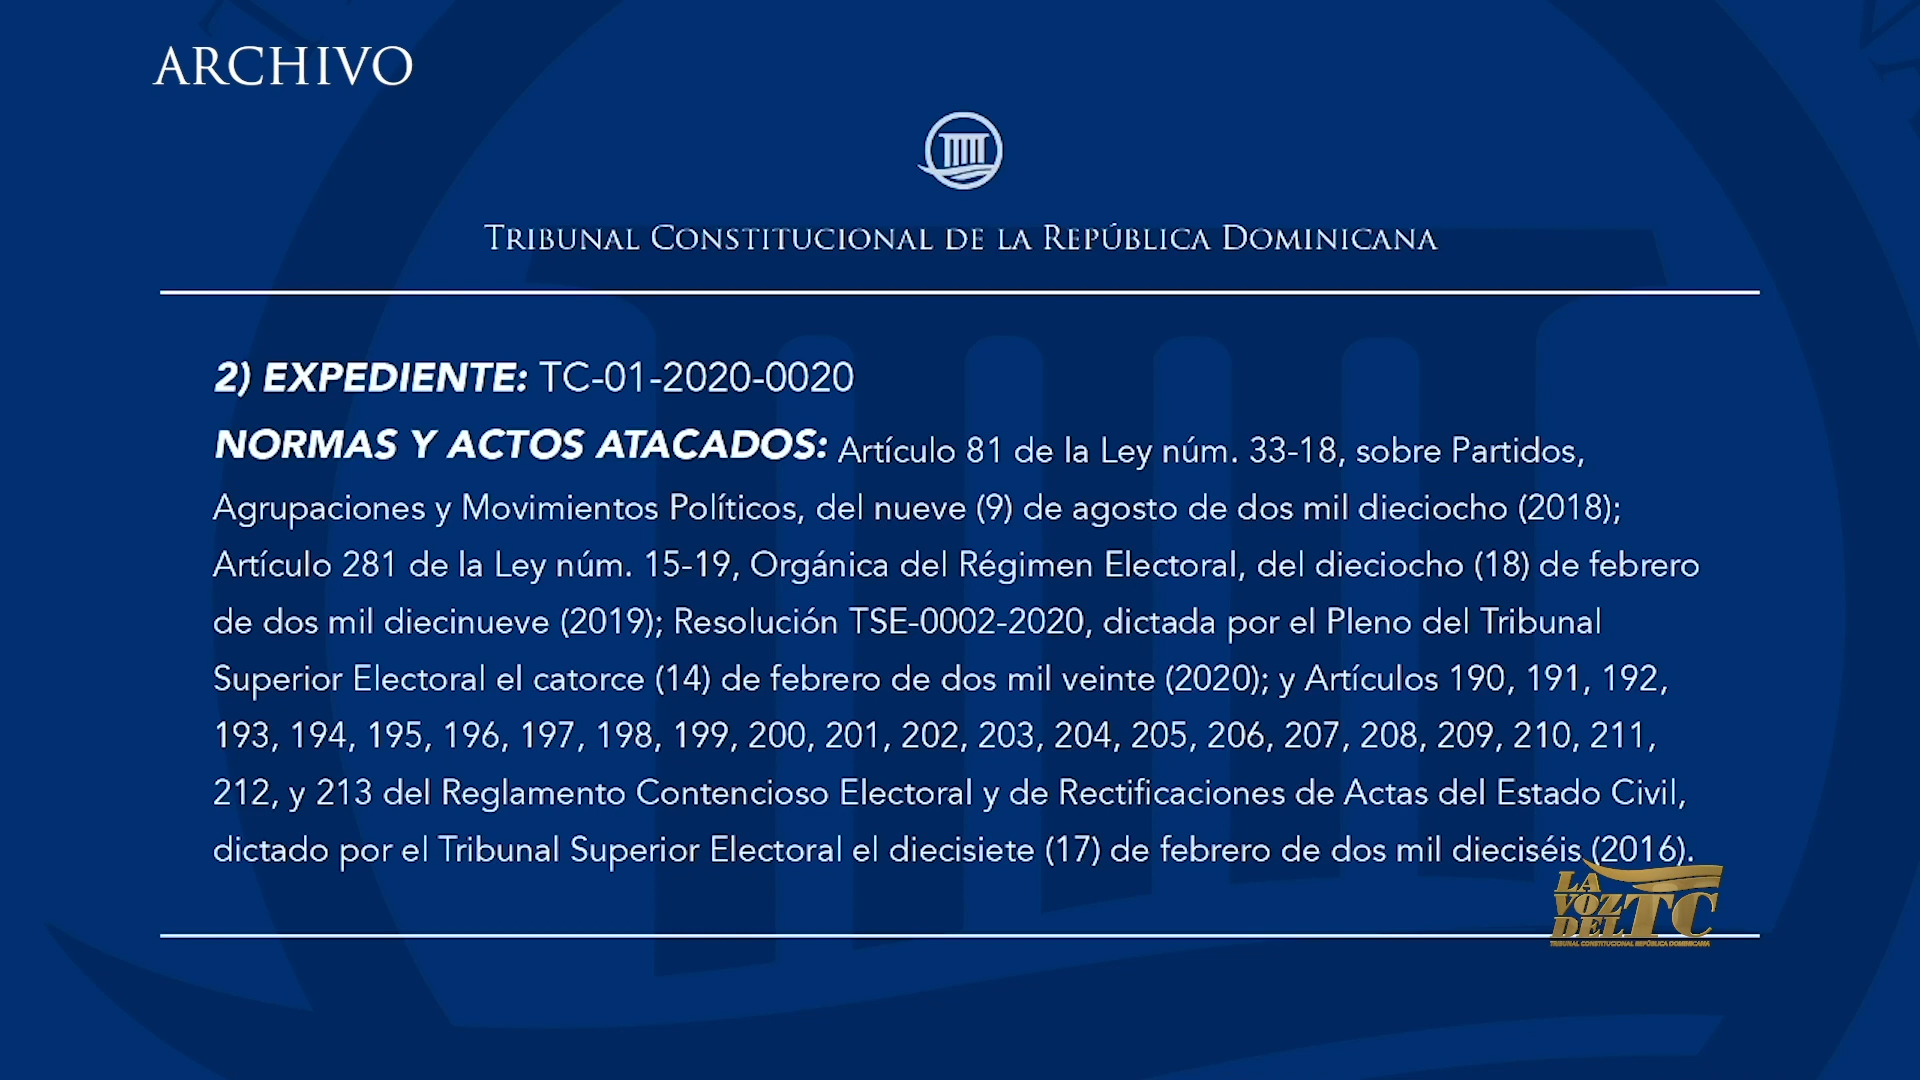 ARCHIVO
TRIBUNAL CONSTITUCIONAL DE LA REPÚBLICA DOMINICANA
2) EXPEDIENTE: TC-01-2020-0020
NORMAS Y ACTOS ATACADOS: Artículo 81 de la Ley núm. 33-18, sobre Partidos,
Agrupaciones y Movimientos Políticos, del nueve (9) de agosto de dos mil dieciocho (2018);
Artículo 281 de la Ley núm. 15-19, Orgánica del Régimen Electoral, del dieciocho (18) de febrero
de dos mil diecinueve (2019); Resolución TSE-0002-2020, dictada por el Pleno del Tribunal
Superior Electoral el catorce (14) de febrero de dos mil veinte (2020); y Artículos 190, 191, 192,
193, 194, 195, 196, 197, 198, 199, 200, 201, 202, 203, 204, 205, 206, 207, 208, 209, 210, 211,
212, y 213 del Reglamento Contencioso Electoral y de Rectificaciones de Actas del Estado Civil,
dictado por el Tribunal Superior Electoral el diecisiete (17) de febrero de dos mil dieciséis (2016).
LA VOZ DEL TC
TRIBUNAL CONSTITUCIONAL REPÚBLICA DOMINICANA